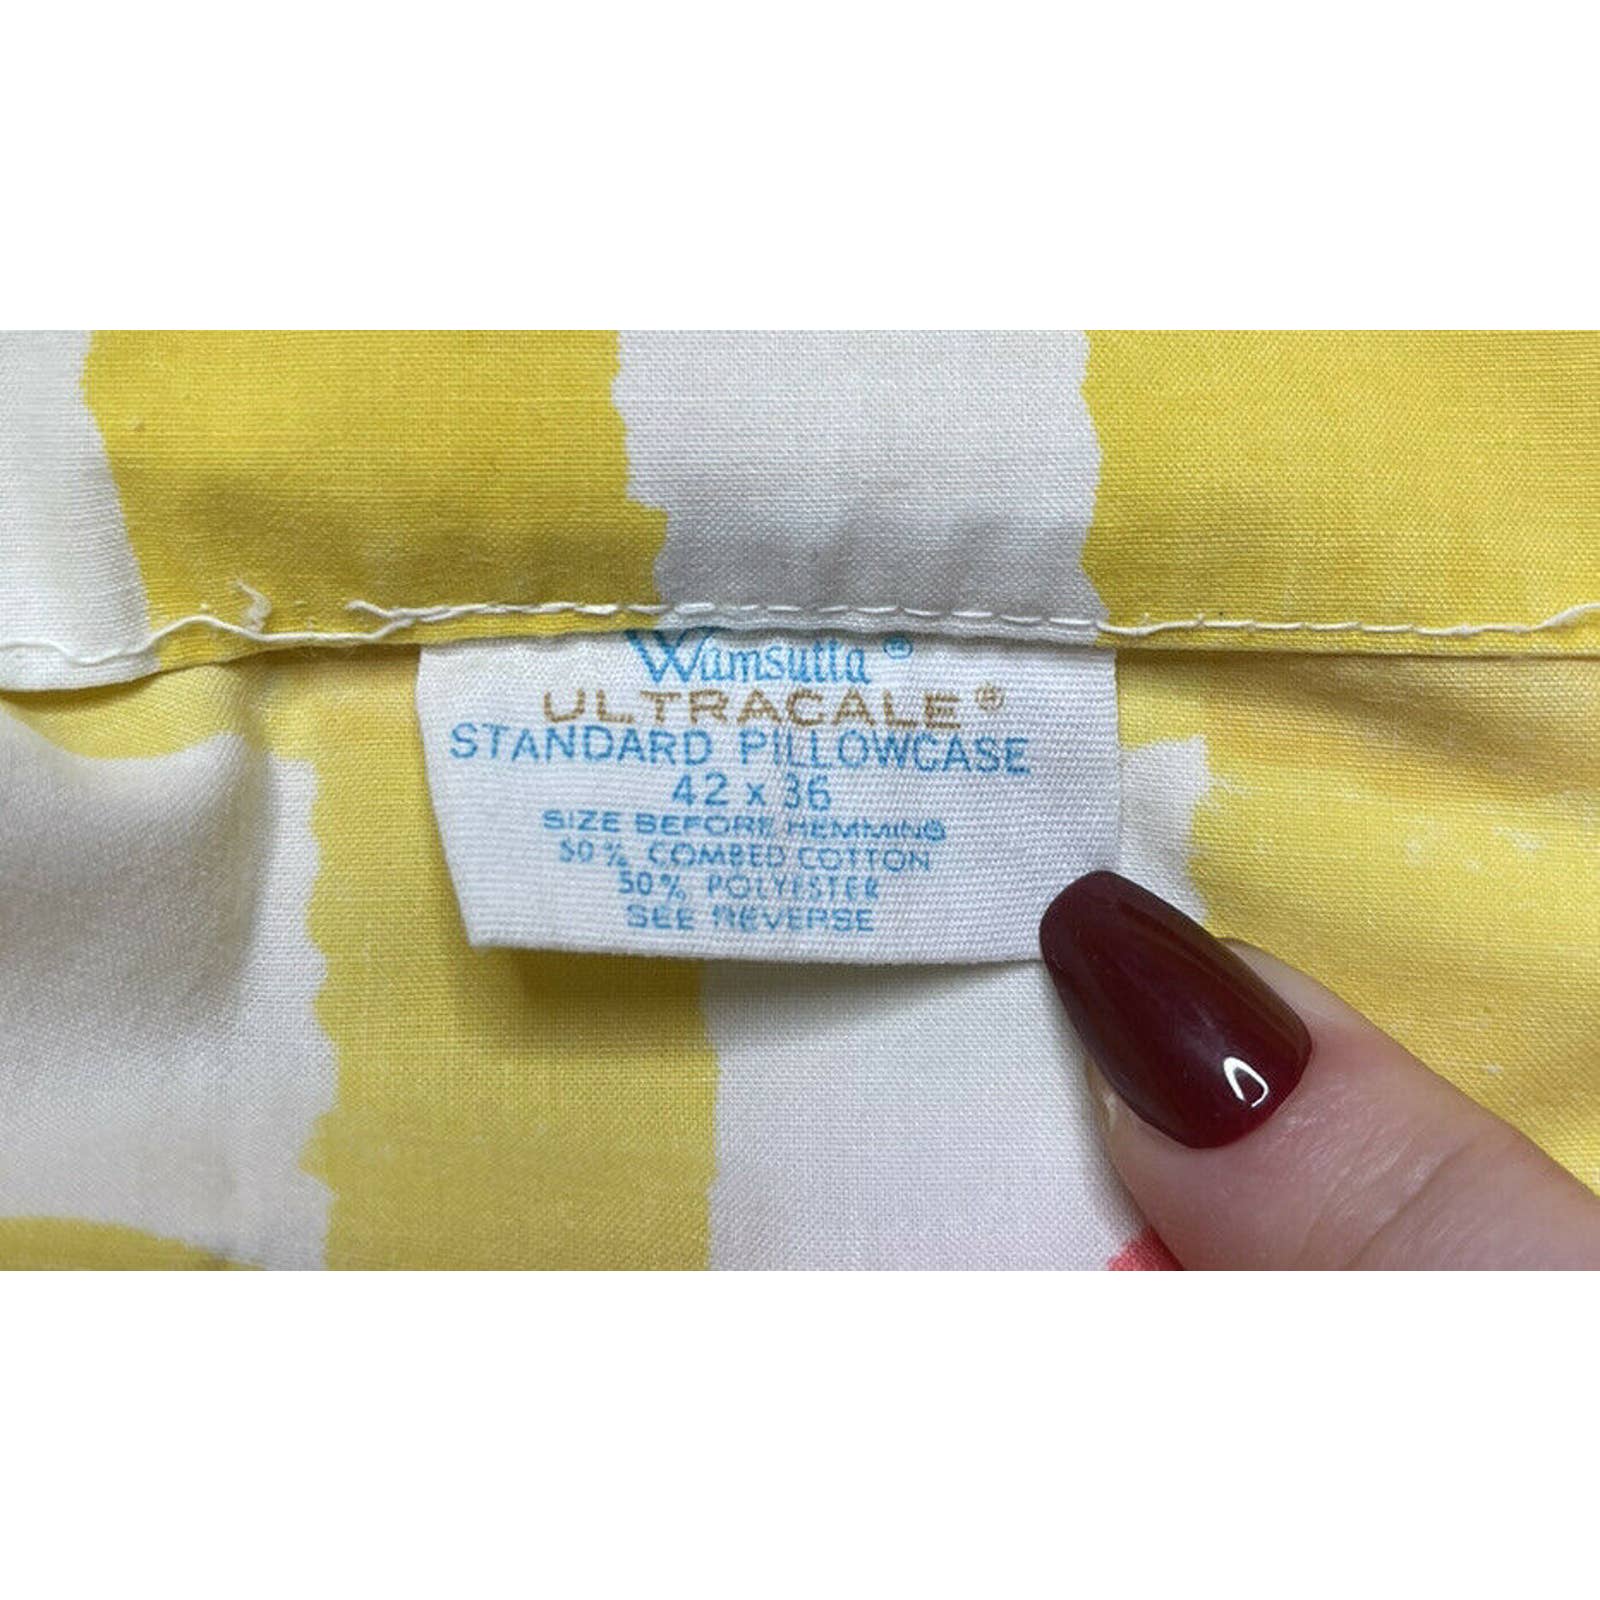 Wamsutta®
ULTRACALE®
STANDARD PILLOWCASE
42 x 36
SIZE BEFORE HEMMING
50% COMBED COTTON
50% POLYESTER
SEE REVERSE